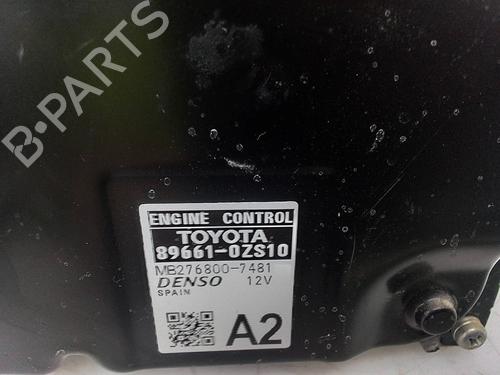 B-PARTS
ENGINE CONTROL
TOYOTA
89661-0ZS10
MB276800-7481
DENSO 12V
SPAIN
A2